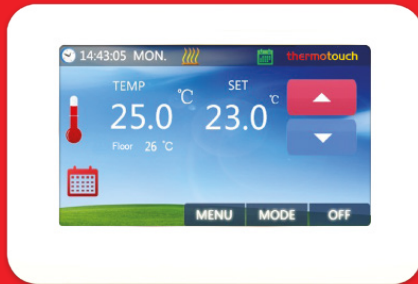 14:43:05 MON.
thermotouch
TEMP
25.0 °C
SET
23.0 °C
Floor 26 °C
MENU
MODE
OFF